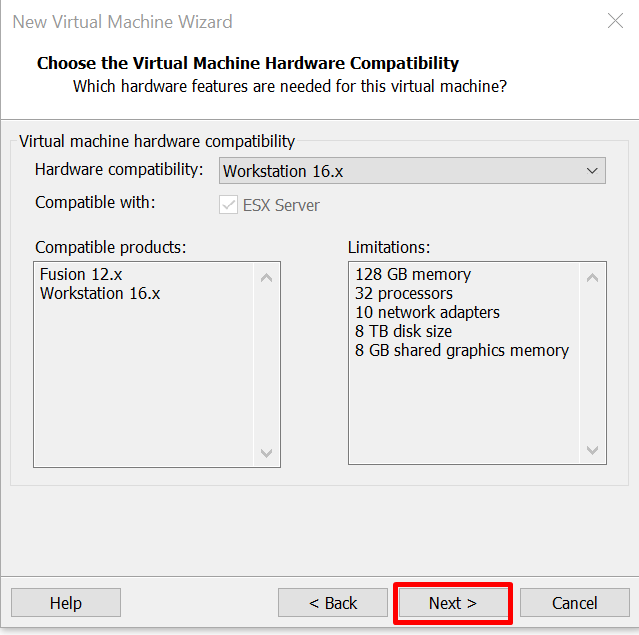 New Virtual Machine Wizard
Choose the Virtual Machine Hardware Compatibility
Which hardware features are needed for this virtual machine?
Virtual machine hardware compatibility
Hardware compatibility: Workstation 16.x
Compatible with: ESX Server
Compatible products:
Fusion 12.x
Workstation 16.x
Limitations:
128 GB memory
32 processors
10 network adapters
8 TB disk size
8 GB shared graphics memory
Help < Back Next > Cancel